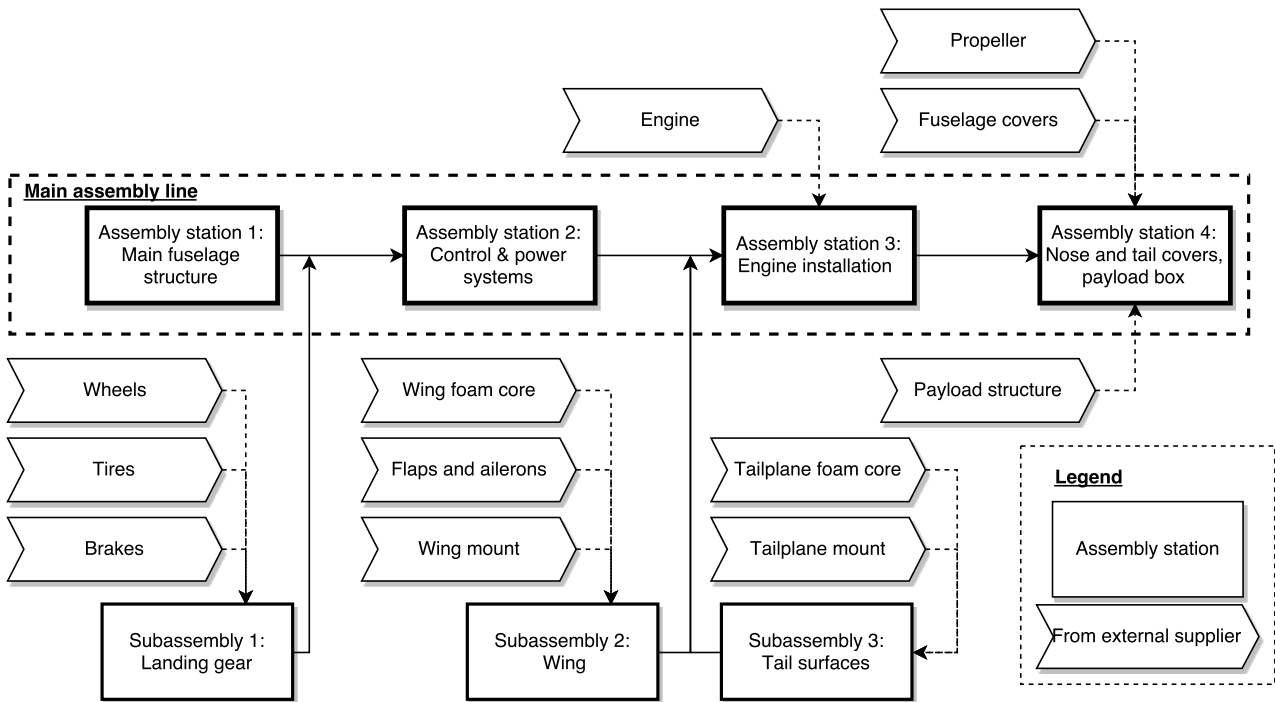 Propeller
Engine
Fuselage covers
Main assembly line
Assembly station 1:
Main fuselage
structure
Assembly station 2:
Control & power
systems
Assembly station 3:
Engine installation
Assembly station 4:
Nose and tail covers,
payload box
Wheels
Tires
Brakes
Subassembly 1:
Landing gear
Wing foam core
Flaps and ailerons
Wing mount
Subassembly 2:
Wing
Payload structure
Tailplane foam core
Tailplane mount
Subassembly 3:
Tail surfaces
Legend
Assembly station
From external supplier